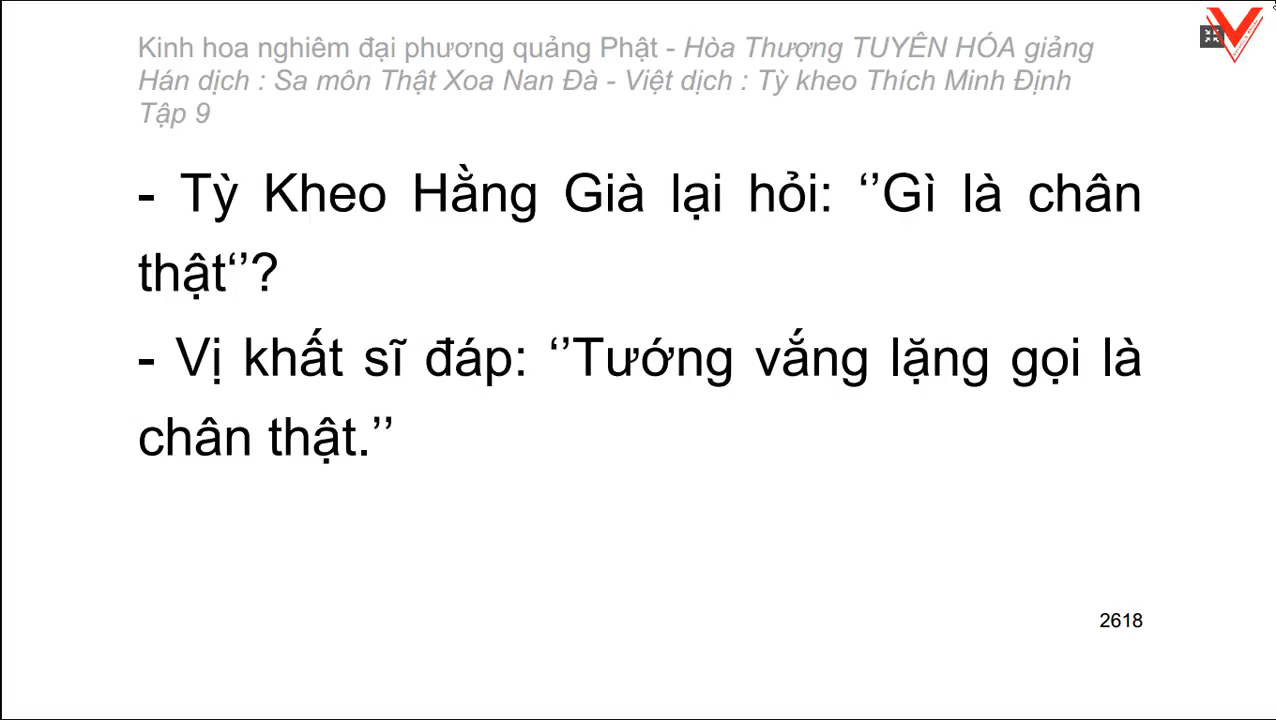 Kinh hoa nghiêm đại phương quảng Phật - Hòa Thượng TUYÊN HÓA giảng
Hán dịch : Sa môn Thật Xoa Nan Đà - Việt dịch : Tỳ kheo Thích Minh Định
Tập 9
- Tỳ Kheo Hằng Già lại hỏi: ‘’Gì là chân
thật‘’?
- Vị khất sĩ đáp: ‘’Tướng vắng lặng gọi là
chân thật.’’
2618